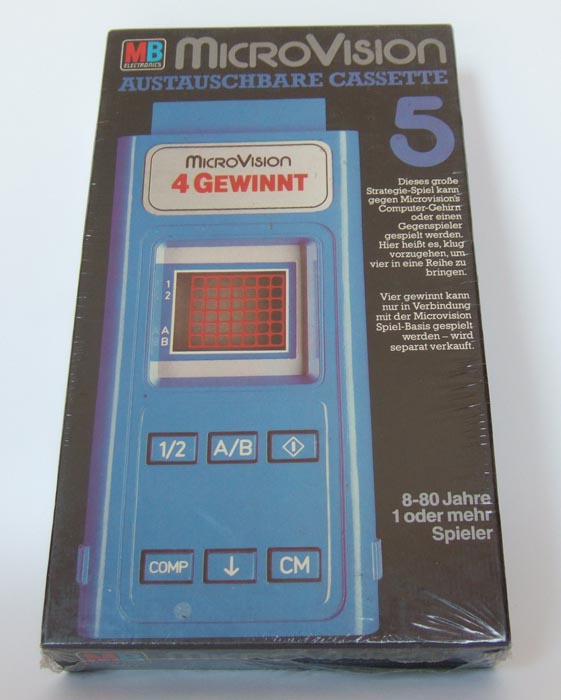 MB
ELECTRONICS
MICROVISION
AUSTAUSCHBARE CASSETTE
5
MICROVISION
4 GEWINNT
Dieses große
Strategie-Spiel kann
gegen Microvision's
Computer-Gehirn
oder einen
Gegenspieler
gespielt werden.
Hier heißt es, klug
vorzugehen, um
vier in eine Reihe zu
bringen.
Vier gewinnt kann
nur in Verbindung
mit der Microvision
Spiel-Basis gespielt
werden – wird
separat verkauft.
1
2
A
B
1/2 A/B
COMP ↓ CM
8-80 Jahre
1 oder mehr
Spieler
MB
MICROVISION